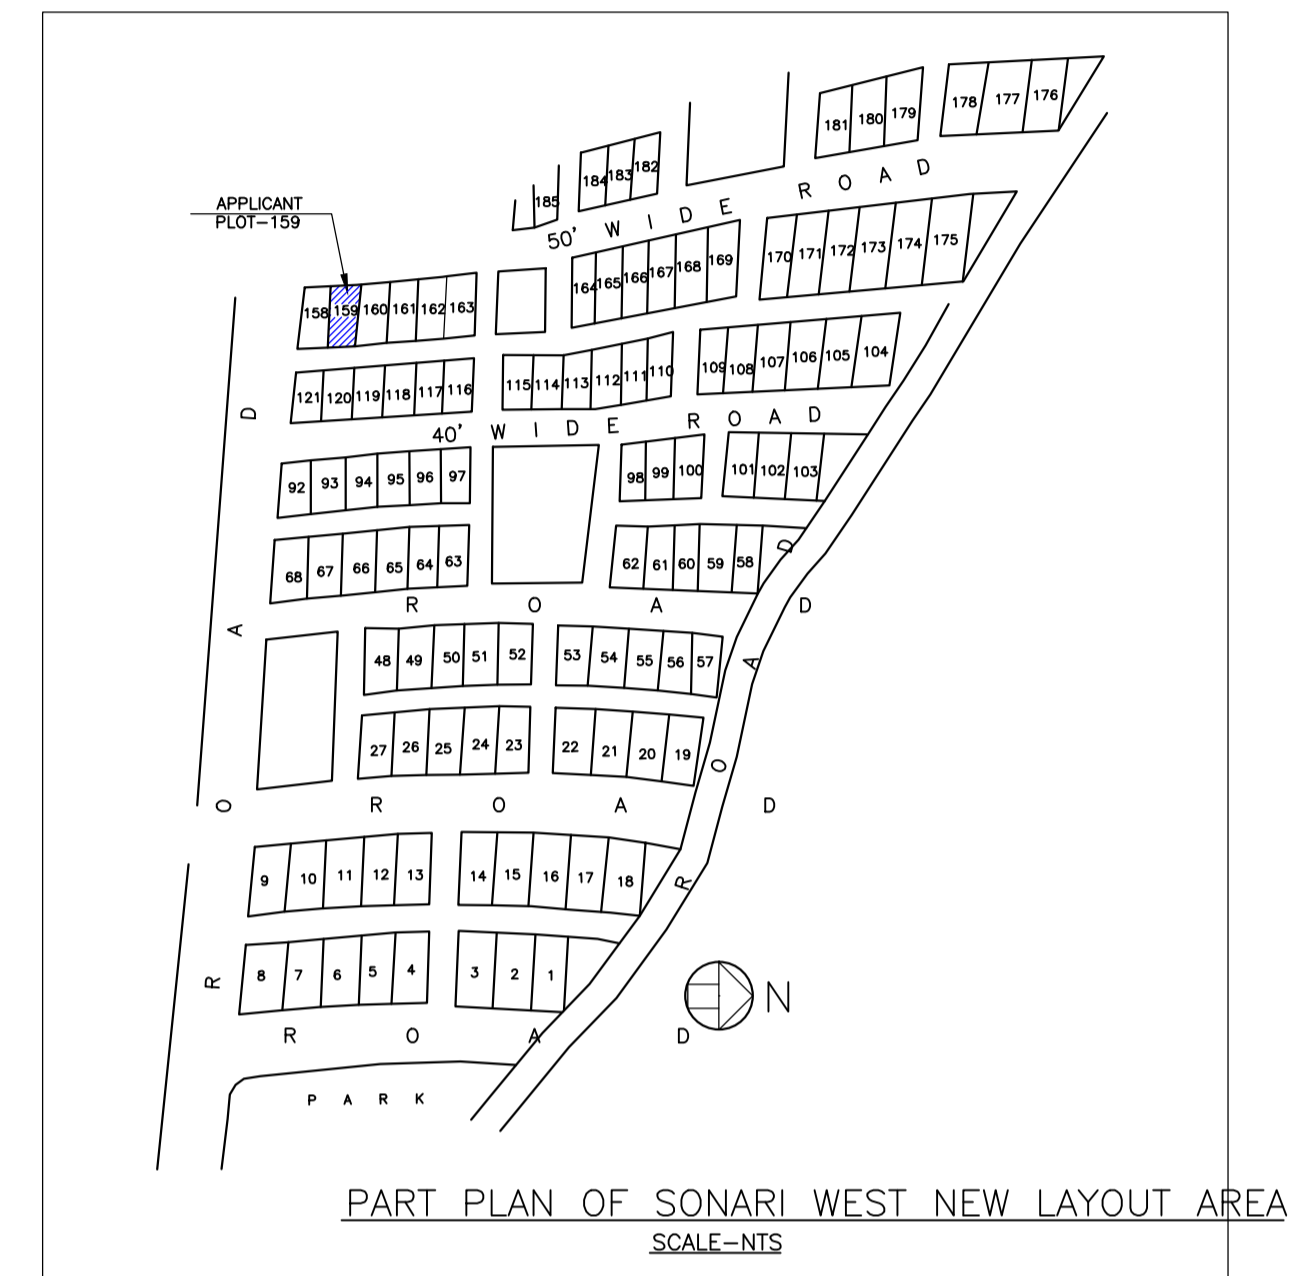 178 177 176
181 180 179
184 183 182
185
50' WIDE ROAD
APPLICANT
PLOT-159
170 171 172 173 174 175
164 165 166 167 168 169
158 159 160 161 162 163
109 108 107 106 105 104
115 114 113 112 111 110
121 120 119 118 117 116
40' WIDE ROAD
92 93 94 95 96 97
98 99 100
101 102 103
68 67 66 65 64 63
62 61 60 59 58
ROAD
48 49 50 51 52
53 54 55 56 57
27 26 25 24 23
22 21 20 19
ROAD
9 10 11 12 13
14 15 16 17 18
8 7 6 5 4
3 2 1
ROAD
ROAD
ROAD
N
PARK
PART PLAN OF SONARI WEST NEW LAYOUT AREA
SCALE-NTS